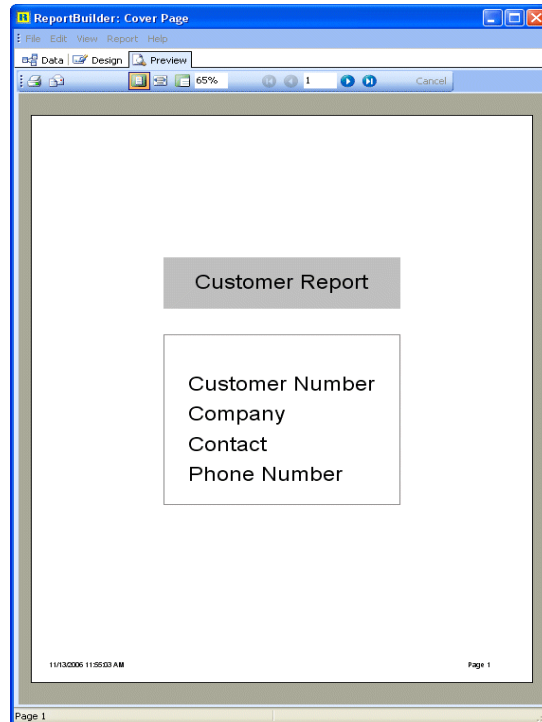 ReportBuilder: Cover Page
File Edit View Report Help
Data Design Preview
65% 1 Cancel
Customer Report
Customer Number
Company
Contact
Phone Number
11/13/2006 11:55:03 AM Page 1
Page 1